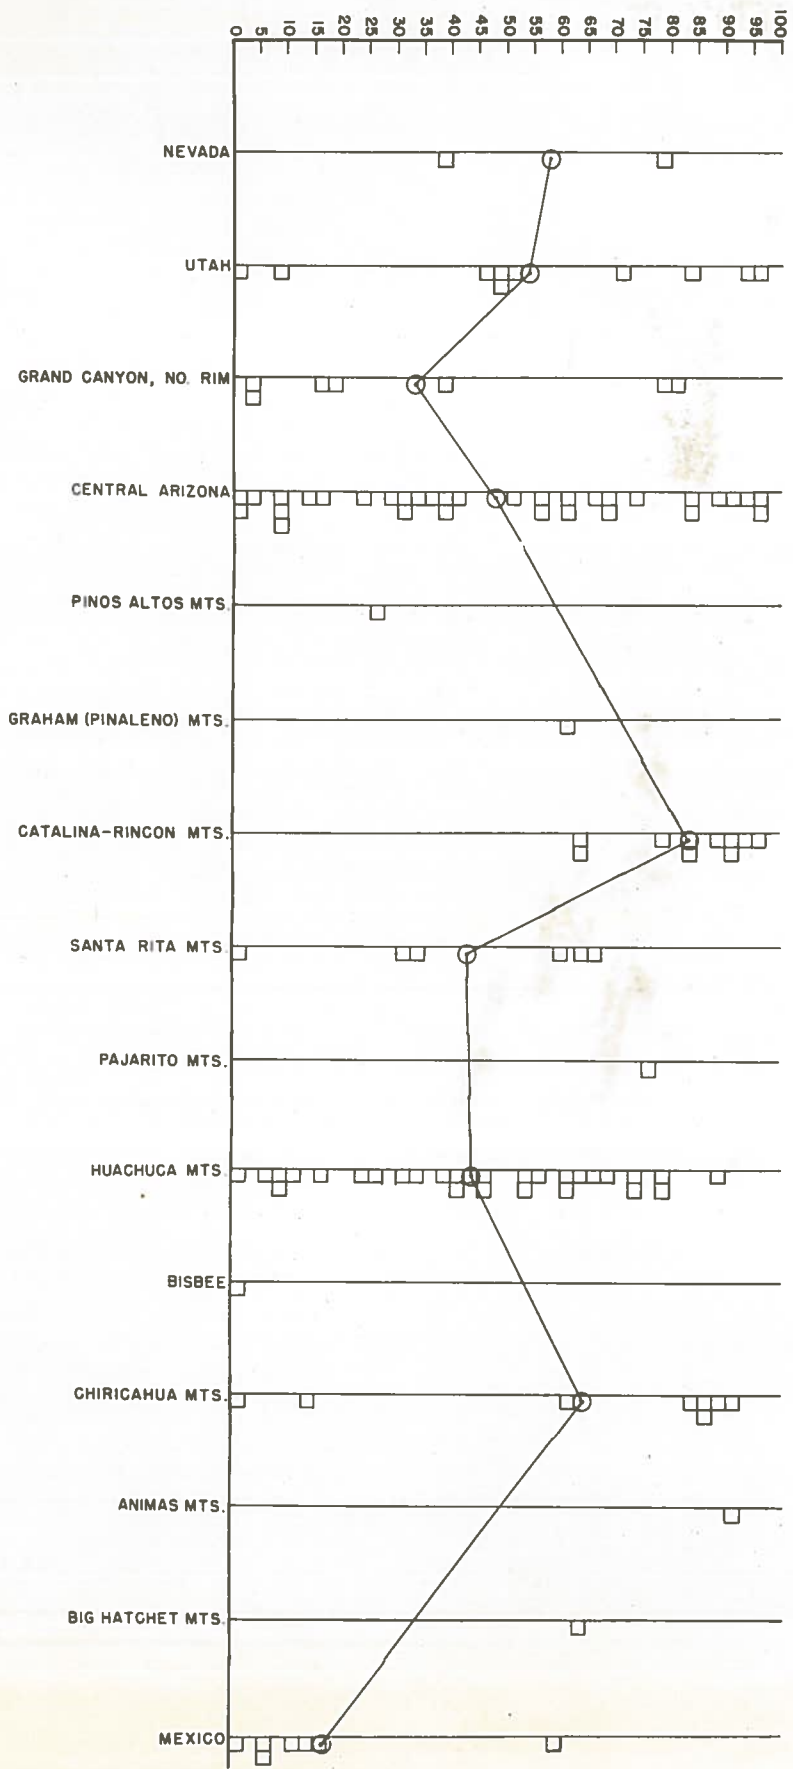 0 5 10 15 20 25 30 35 40 45 50 55 60 65 70 75 80 85 90 95 100
NEVADA
UTAH
GRAND CANYON, NO. RIM
CENTRAL ARIZONA
PINOS ALTOS MTS.
GRAHAM (PINALENO) MTS.
CATALINA-RINCON MTS.
SANTA RITA MTS.
PAJARITO MTS.
HUACHUCA MTS.
BISBEE
CHIRICAHUA MTS.
ANIMAS MTS.
BIG HATCHET MTS.
MEXICO